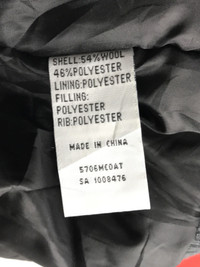 SHELL:54%WOOL
46%POLYESTER
LINING:POLYESTER
FILLING:
POLYESTER
RIB:POLYESTER
MADE IN CHINA
5706MCOAT
SA 1008476